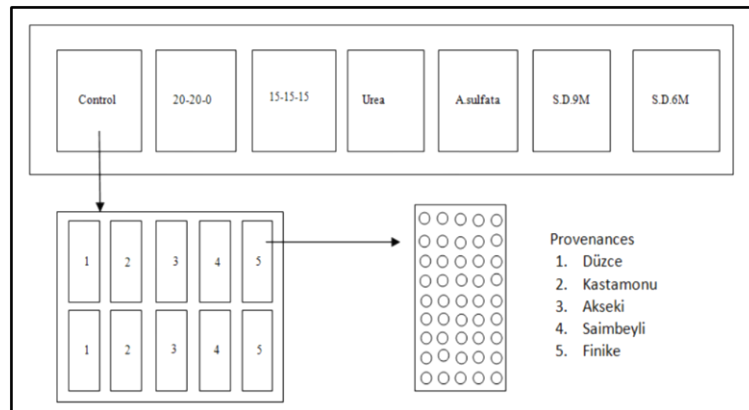 Control 20-20-0 15-15-15 Urea A.sulfata S.D.9M S.D.6M
1 2 3 4 5
1 2 3 4 5
Provenances
1. Düzce
2. Kastamonu
3. Akseki
4. Saimbeyli
5. Finike